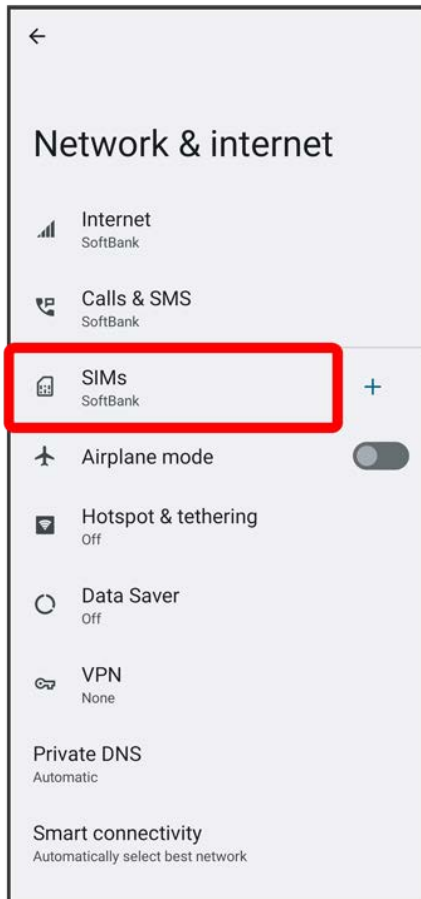 Network & internet
Internet
SoftBank
Calls & SMS
SoftBank
SIMs
SoftBank
Airplane mode
Hotspot & tethering
Off
Data Saver
Off
VPN
None
Private DNS
Automatic
Smart connectivity
Automatically select best network